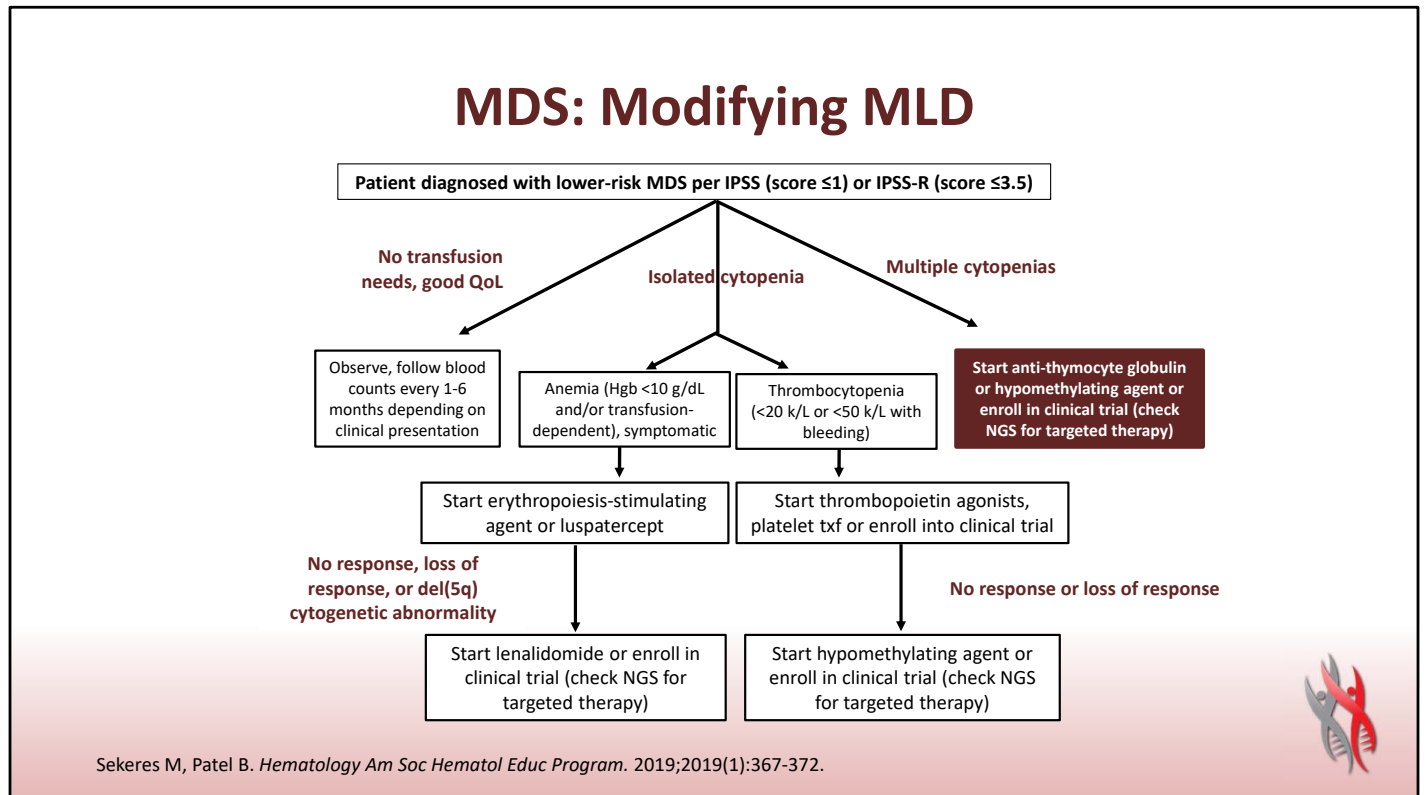 MDS: Modifying MLD
Patient diagnosed with lower-risk MDS per IPSS (score ≤1) or IPSS-R (score ≤3.5)
No transfusion
needs, good QoL
Isolated cytopenia
Multiple cytopenias
Observe, follow blood
counts every 1-6
months depending on
clinical presentation
Anemia (Hgb <10 g/dL
and/or transfusion-
dependent), symptomatic
Thrombocytopenia
(<20 k/L or <50 k/L with
bleeding)
Start anti-thymocyte globulin
or hypomethylating agent or
enroll in clinical trial (check
NGS for targeted therapy)
Start erythropoiesis-stimulating
agent or luspatercept
Start thrombopoietin agonists,
platelet txf or enroll into clinical trial
No response, loss of
response, or del(5q)
cytogenetic abnormality
No response or loss of response
Start lenalidomide or enroll in
clinical trial (check NGS for
targeted therapy)
Start hypomethylating agent or
enroll in clinical trial (check NGS
for targeted therapy)
Sekeres M, Patel B. Hematology Am Soc Hematol Educ Program. 2019;2019(1):367-372.